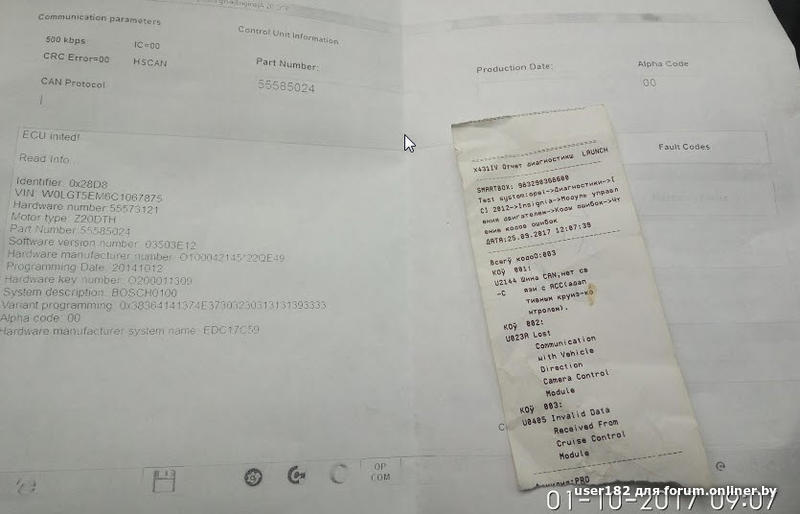 Communication parameters
500 kbps IC=00
CRC Error=00 HSCAN
CAN Protocol
Control Unit Information
Part Number:
55585024
Production Date:
Alpha Code
00
Fault Codes
ECU Inited!
Read Info...
Identifier: 0x28D8
VIN: W0LGT5EM6C1067875
Hardware number:55573121
Motor type: Z20DTH
Part Number:55585024
Software version number: 03503E12
Hardware manufacturer number: O100042145*22QE49
Programming Date: 20141012
Hardware key number: O200011309
System description: BOSCH0100
Variant programming: 0x38364141374E37303230313131393333
Alpha code: 00
Hardware manufacturer system name: EDC17C59
OP
COM
X431IV Отчет диагностики LAUNCH
SMARTBOX: 983290368600
Test system:opel->Диагностики->[
C] 2012->Insignia->Модуль управл
ения двигателем->Коды ошибок->Чт
ение кодов ошибок
ДАТА:25.09.2017 12:07:39
Всегў кодоО:003
КОў 001:
U2144 Шина CAN,нет св
-C язи с ACC(адап
тивным круиз-ко
нтролем).
КОў 002:
U023A Lost
Communication
with Vehicle
Direction
Camera Control
Module
КОў 003:
U0405 Invalid Data
Received From
Cruise Control
Module
user182 для forum.onliner.by
01-10-2017 09:07